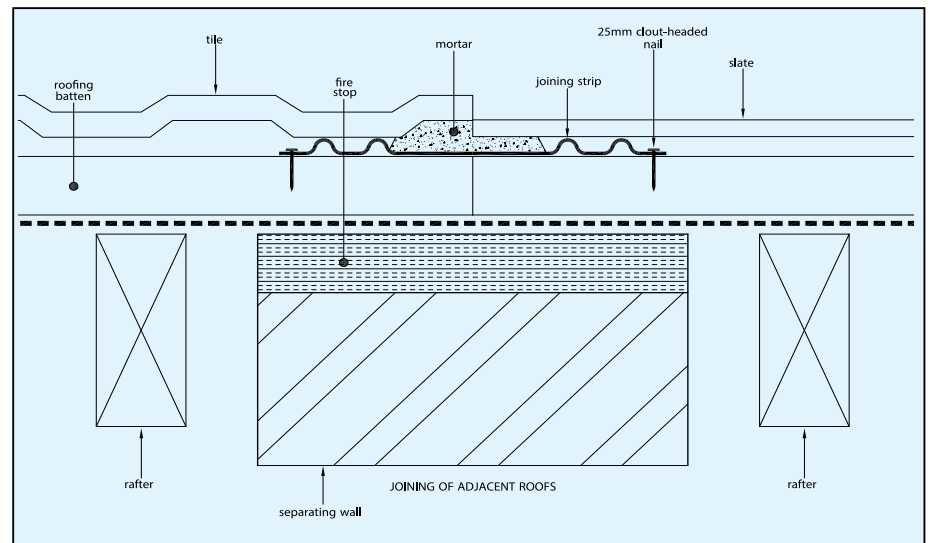 25mm clout-headed
nail
tile
mortar
slate
roofing
batten
fire
stop
joining strip
rafter
JOINING OF ADJACENT ROOFS
rafter
separating wall